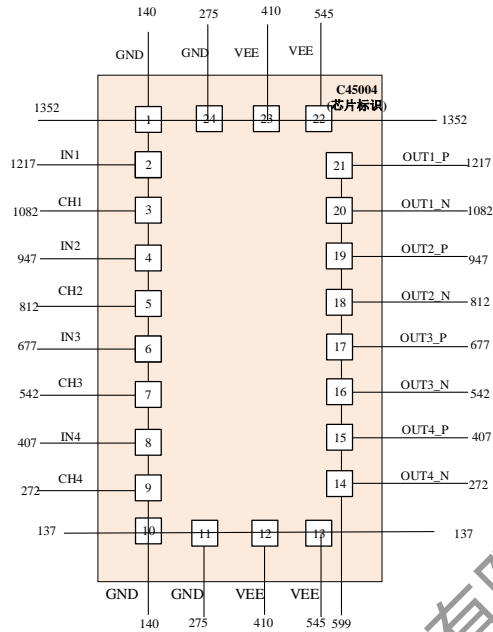 140 275 410 545
GND GND VEE VEE
C45004
(芯片标识)
1352 1 24 23 22 1352
1217 IN1 2 21 OUT1_P 1217
1082 CH1 3 20 OUT1_N 1082
947 IN2 4 19 OUT2_P 947
812 CH2 5 18 OUT2_N 812
677 IN3 6 17 OUT3_P 677
542 CH3 7 16 OUT3_N 542
407 IN4 8 15 OUT4_P 407
272 CH4 9 14 OUT4_N 272
137 10 11 12 13 137
GND GND VEE VEE
140 275 410 545 599
有